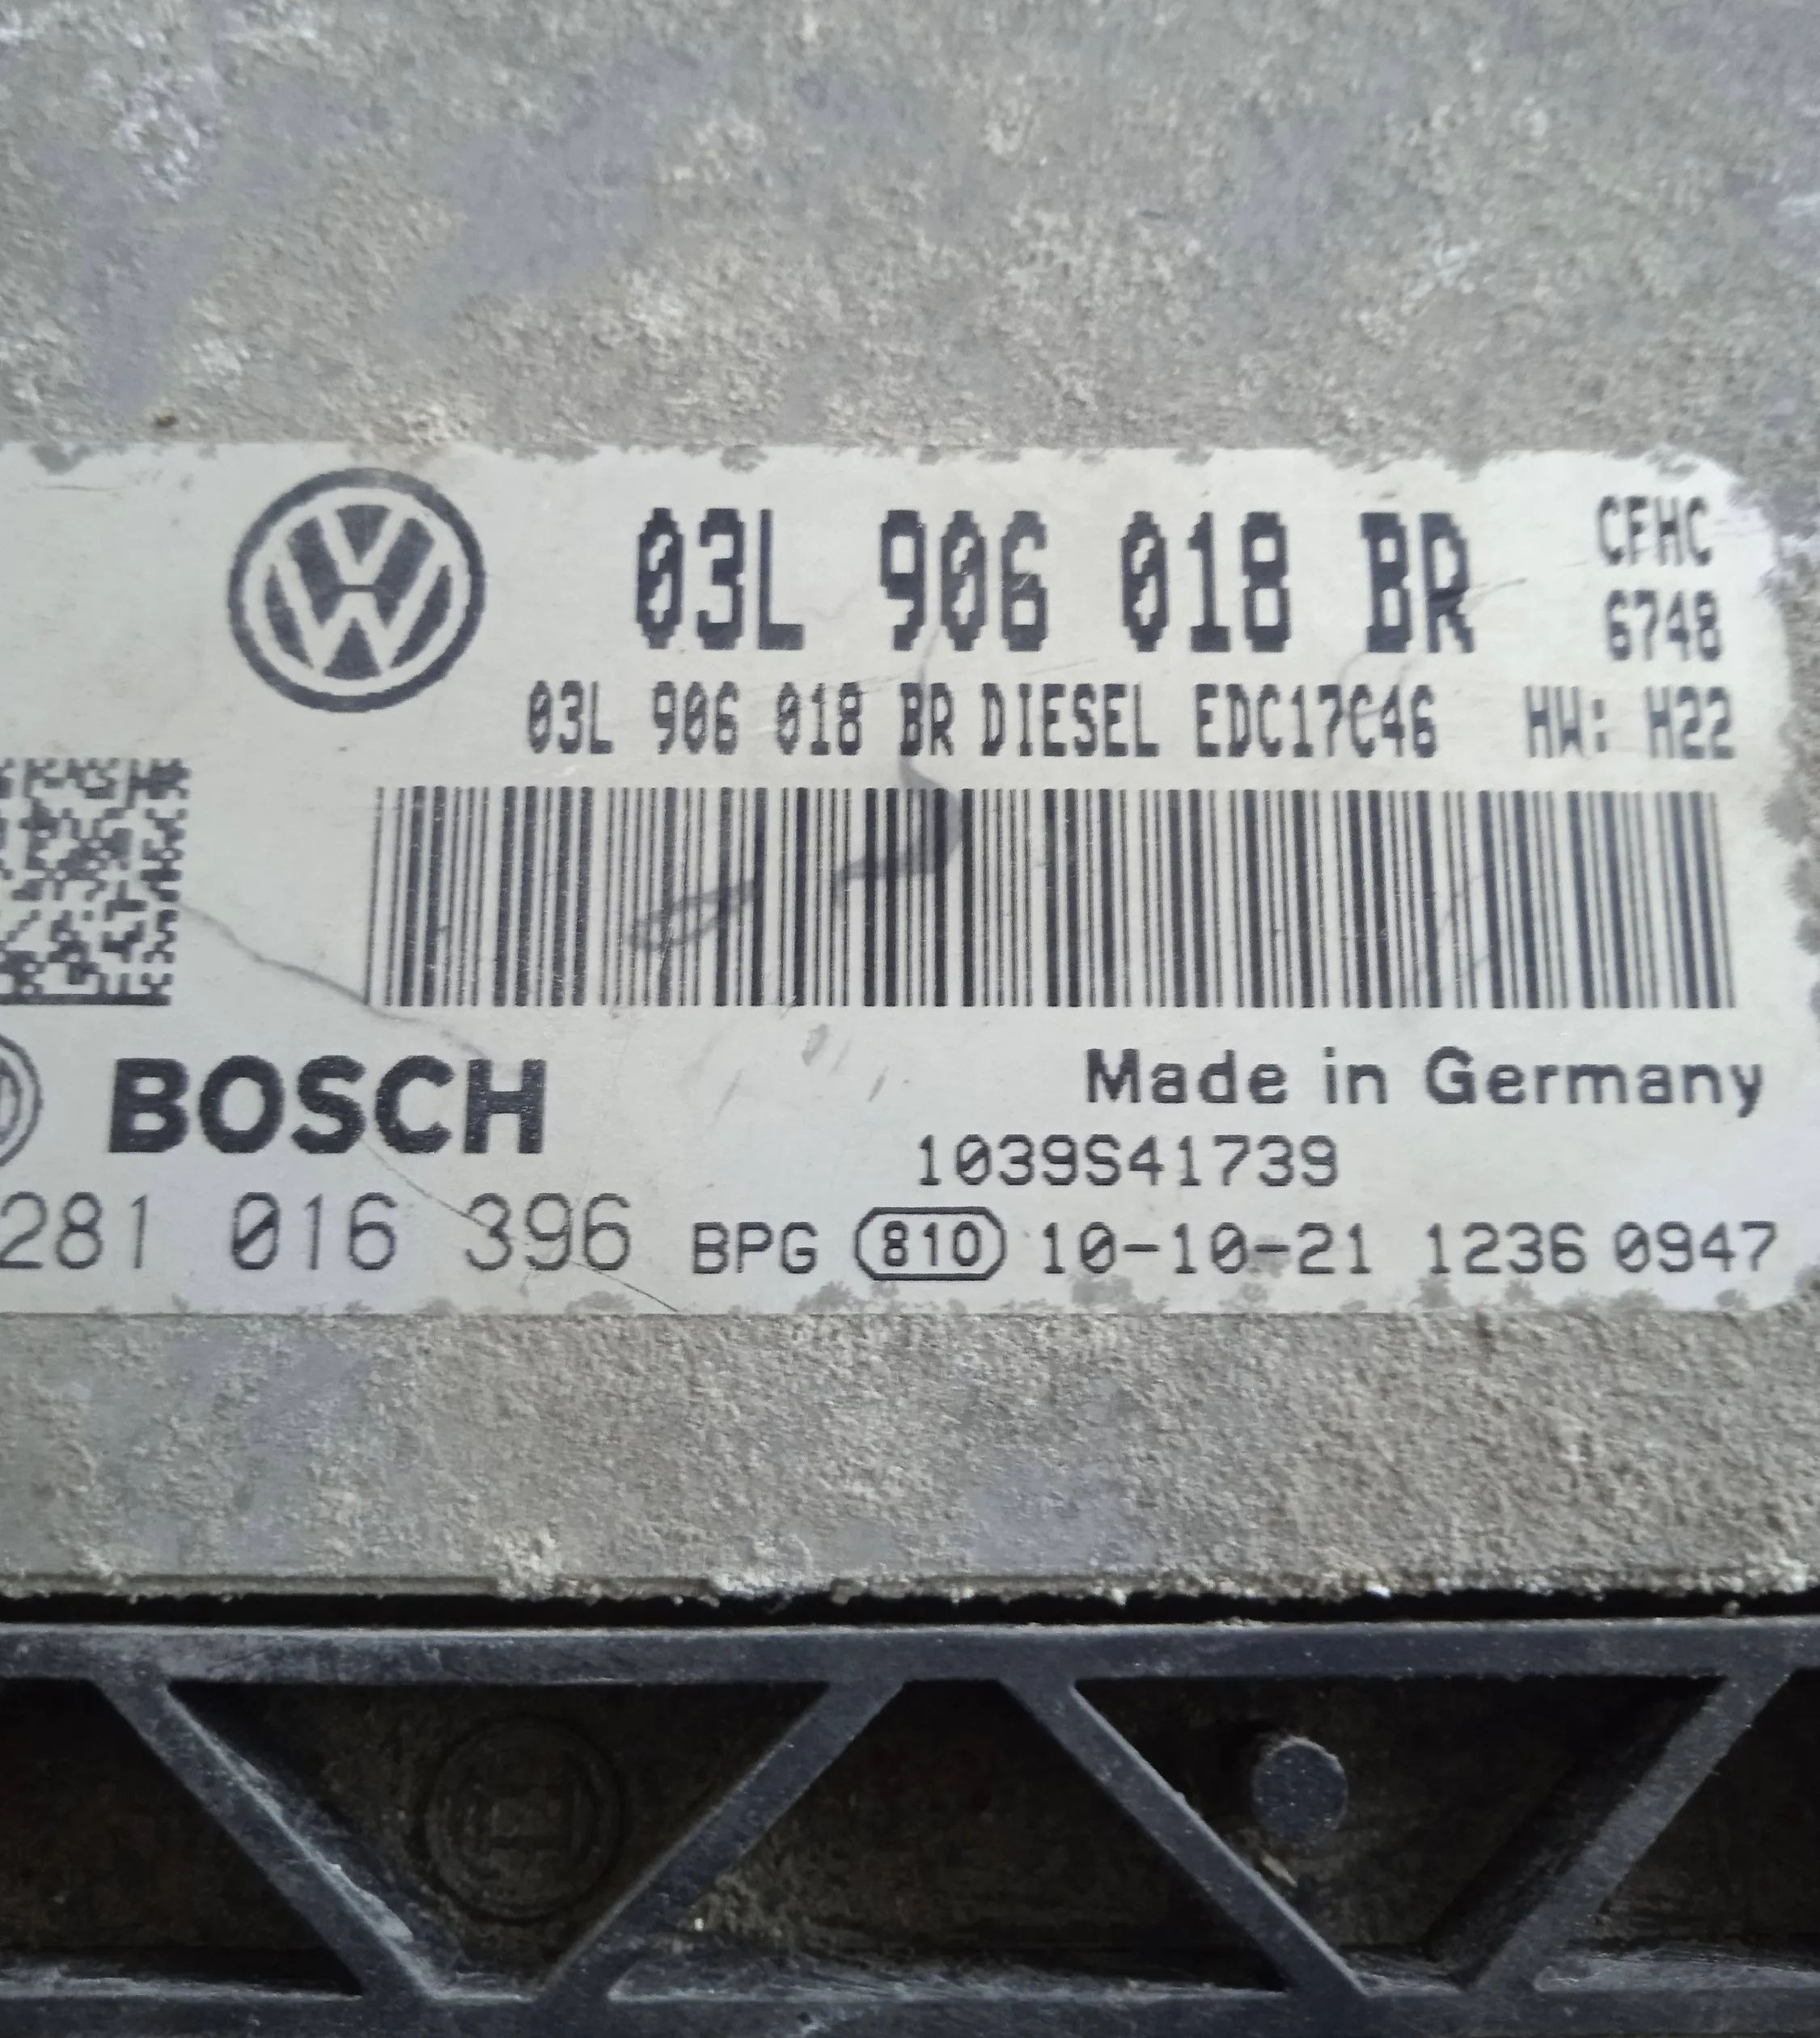 03L 906 018 BR CFHC
6748
03L 906 018 BR DIESEL EDC17C46 HW: H22
BOSCH Made in Germany
1039S41739
281 016 396 BPG 810 10-10-21 1236 0947